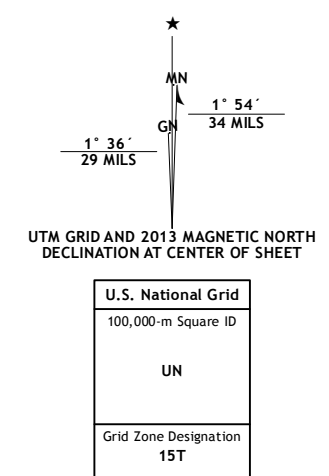 ★
MN
1° 54´
34 MILS
GN
1° 36´
29 MILS
UTM GRID AND 2013 MAGNETIC NORTH
DECLINATION AT CENTER OF SHEET
U.S. National Grid
100,000-m Square ID
UN
Grid Zone Designation
15T